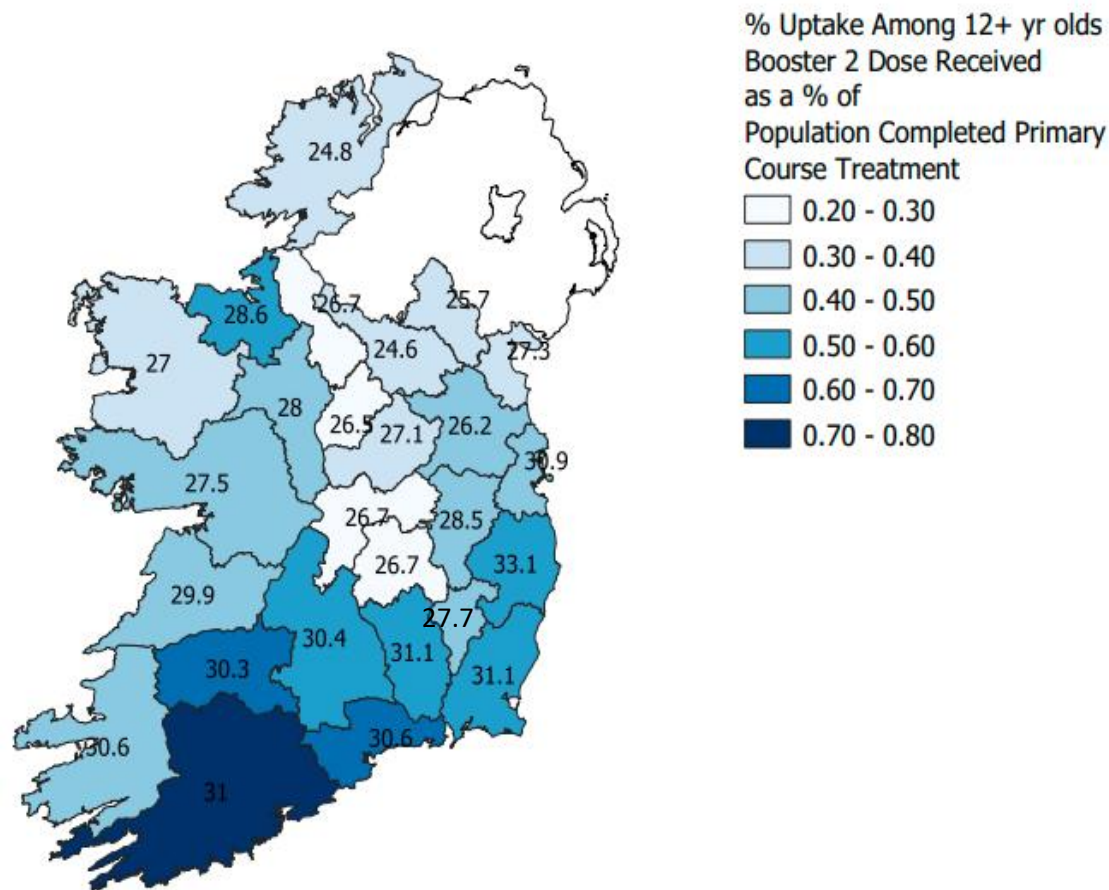 % Uptake Among 12+ yr olds
Booster 2 Dose Received
as a % of
Population Completed Primary
Course Treatment
0.20 - 0.30
0.30 - 0.40
0.40 - 0.50
0.50 - 0.60
0.60 - 0.70
0.70 - 0.80
24.8
26.7
25.7
28.6
24.6
27.3
27
28
26.5
27.1
26.2
30.9
27.5
26.7
28.5
26.7
33.1
29.9
27.7
30.4
31.1
30.3
31.1
30.6
30.6
31